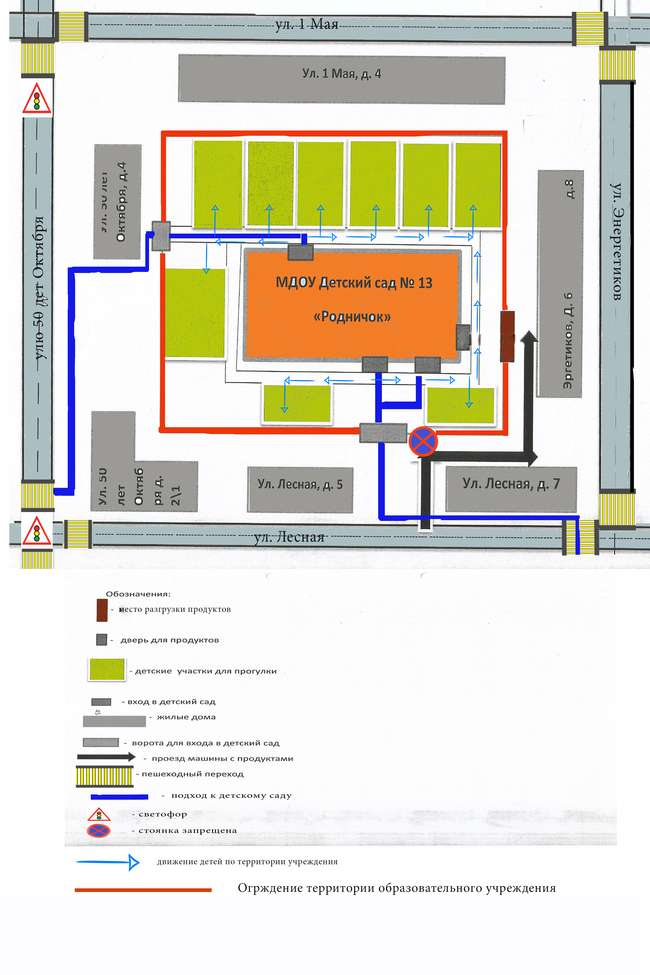 ул. 1 Мая
Ул. 1 Мая, д. 4
ул. 50 лет
Октября, д.4
улю 50 дет Октября
д.8
Эргетиков, Д. 6
ул. Энергетиков
МДОУ Детский сад № 13
«Родничок»
Ул. 50
лет
Октяб
ря д.
2\1
Ул. Лесная, д. 5
Ул. Лесная, д. 7
ул. Лесная
Обозначения:
- место разгрузки продуктов
- дверь для продуктов
- детские участки для прогулки
- вход в детский сад
- жилые дома
- ворота для входа в детский сад
- проезд машины с продуктами
- пешеходный переход
- подход к детскому саду
- светофор
- стоянка запрещена
движение детей по территории учреждения
Огрждение территории образовательного учреждения